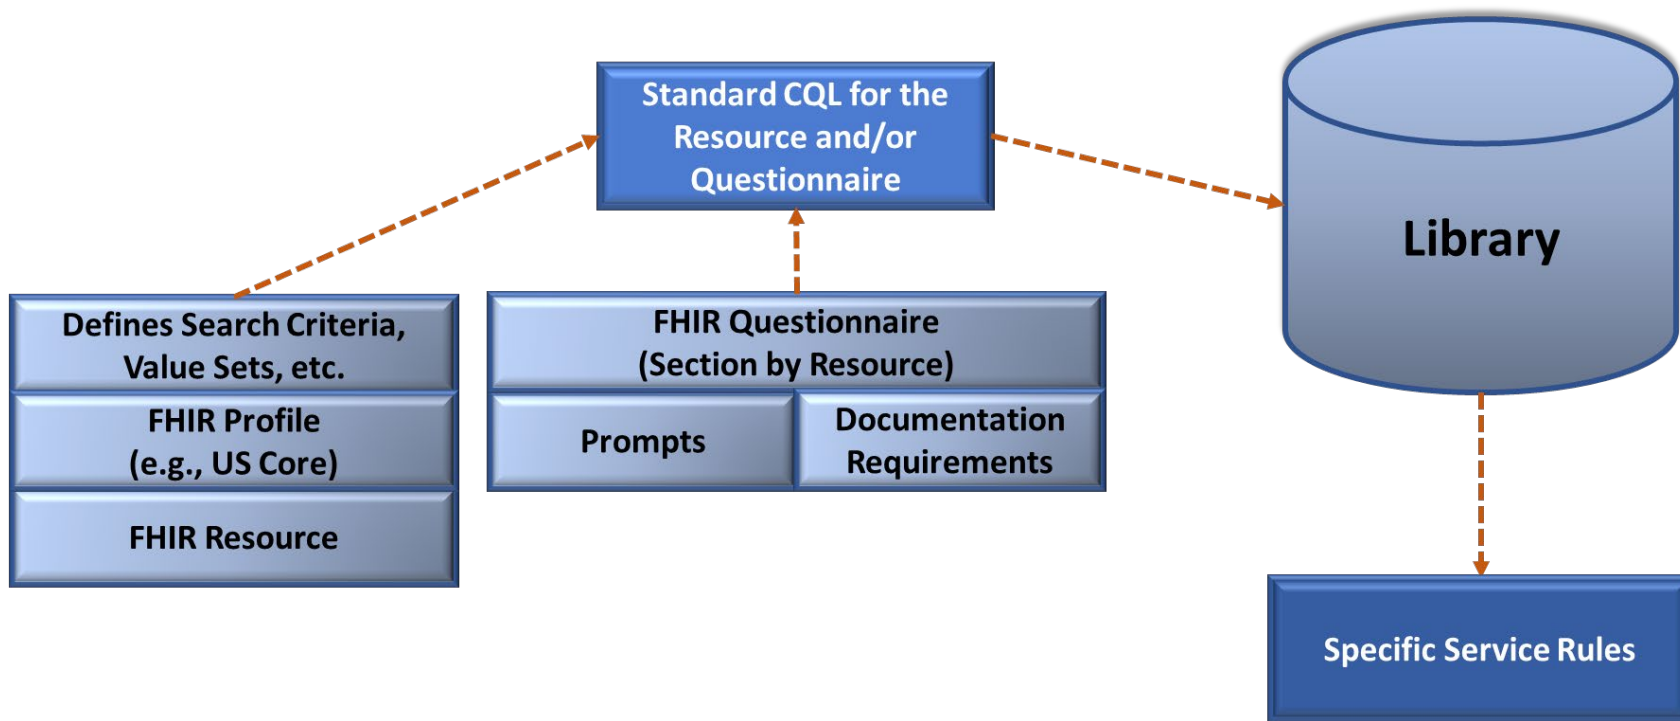 Standard CQL for the
Resource and/or
Questionnaire
Library
Defines Search Criteria,
Value Sets, etc.
FHIR Profile
(e.g., US Core)
FHIR Resource
FHIR Questionnaire
(Section by Resource)
Prompts
Documentation
Requirements
Specific Service Rules